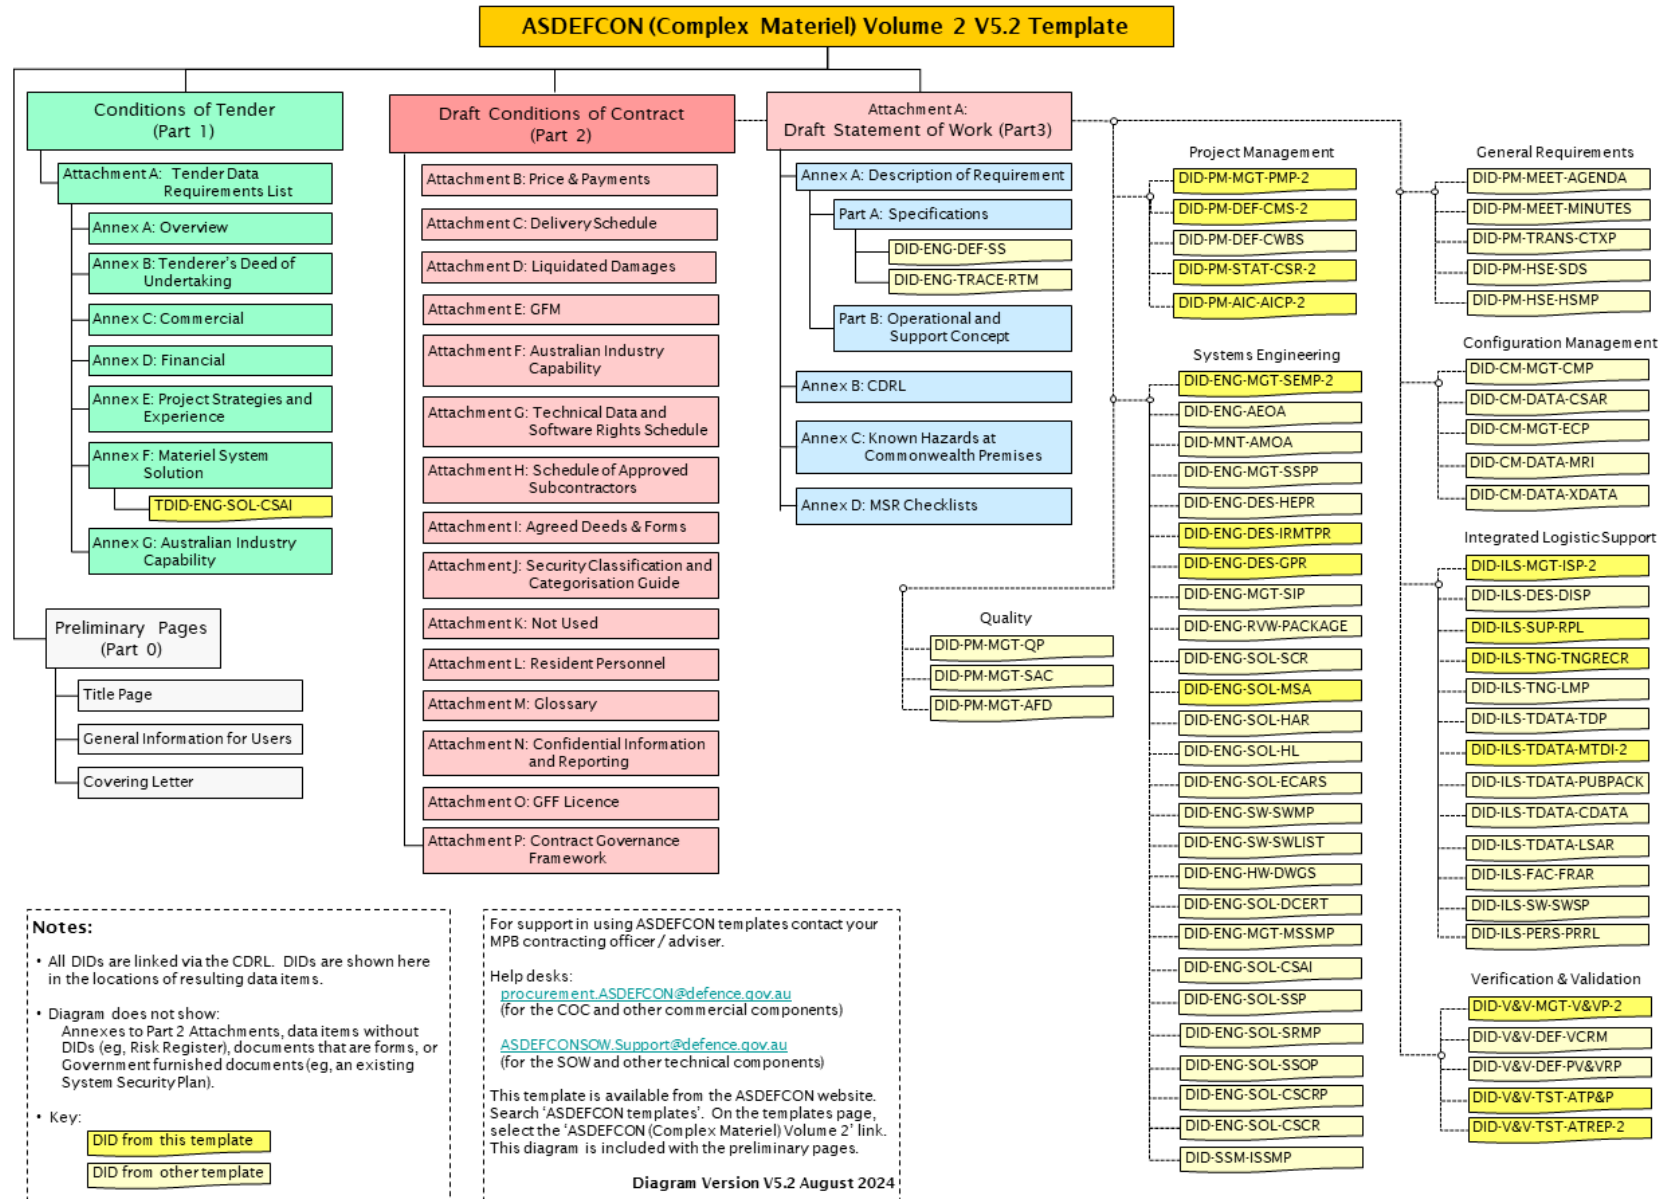 ASDEFCON (Complex Materiel) Volume 2 V5.2 Template
Conditions of Tender
(Part 1)
Attachment A: Tender Data
Requirements List
Annex A: Overview
Annex B: Tenderer's Deed of
Undertaking
Annex C: Commercial
Annex D: Financial
Annex E: Project Strategies and
Experience
Annex F: Materiel System
Solution
TDID-ENG-SOL-CSAI
Annex G: Australian Industry
Capability
Preliminary Pages
(Part 0)
Title Page
General Information for Users
Covering Letter
Draft Conditions of Contract
(Part 2)
Attachment B: Price & Payments
Attachment C: Delivery Schedule
Attachment D: Liquidated Damages
Attachment E: GFM
Attachment F: Australian Industry
Capability
Attachment G: Technical Data and
Software Rights Schedule
Attachment H: Schedule of Approved
Subcontractors
Attachment I: Agreed Deeds & Forms
Attachment J: Security Classification and
Categorisation Guide
Attachment K: Not Used
Attachment L: Resident Personnel
Attachment M: Glossary
Attachment N: Confidential Information
and Reporting
Attachment O: GFF Licence
Attachment P: Contract Governance
Framework
Attachment A:
Draft Statement of Work (Part3)
Annex A: Description of Requirement
Part A: Specifications
DID-ENG-DEF-SS
DID-ENG-TRACE-RTM
Part B: Operational and
Support Concept
Annex B: CDRL
Annex C: Known Hazards at
Commonwealth Premises
Annex D: MSR Checklists
Quality
DID-PM-MGT-QP
DID-PM-MGT-SAC
DID-PM-MGT-AFD
Project Management
DID-PM-MGT-PMP-2
DID-PM-DEF-CMS-2
DID-PM-DEF-CWBS
DID-PM-STAT-CSR-2
DID-PM-AIC-AICP-2
Systems Engineering
DID-ENG-MGT-SEMP-2
DID-ENG-AEOA
DID-MNT-AMOA
DID-ENG-MGT-SSPP
DID-ENG-DES-HEPR
DID-ENG-DES-IRMTPR
DID-ENG-DES-GPR
DID-ENG-MGT-SIP
DID-ENG-RVW-PACKAGE
DID-ENG-SOL-SCR
DID-ENG-SOL-MSA
DID-ENG-SOL-HAR
DID-ENG-SOL-HL
DID-ENG-SOL-ECARS
DID-ENG-SW-SWMP
DID-ENG-SW-SWLIST
DID-ENG-HW-DWGS
DID-ENG-SOL-DCERT
DID-ENG-MGT-MSSMP
DID-ENG-SOL-CSAI
DID-ENG-SOL-SSP
DID-ENG-SOL-SRMP
DID-ENG-SOL-SSOP
DID-ENG-SOL-CSCRP
DID-ENG-SOL-CSCR
DID-SSM-ISSMP
General Requirements
DID-PM-MEET-AGENDA
DID-PM-MEET-MINUTES
DID-PM-TRANS-CTXP
DID-PM-HSE-SDS
DID-PM-HSE-HSMP
Configuration Management
DID-CM-MGT-CMP
DID-CM-DATA-CSAR
DID-CM-MGT-ECP
DID-CM-DATA-MRI
DID-CM-DATA-XDATA
Integrated Logistic Support
DID-ILS-MGT-ISP-2
DID-ILS-DES-DISP
DID-ILS-SUP-RPL
DID-ILS-TNG-TNGRECR
DID-ILS-TNG-LMP
DID-ILS-TDATA-TDP
DID-ILS-TDATA-MTDI-2
DID-ILS-TDATA-PUBPACK
DID-ILS-TDATA-CDATA
DID-ILS-TDATA-LSAR
DID-ILS-FAC-FRAR
DID-ILS-SW-SWSP
DID-ILS-PERS-PRRL
Verification & Validation
DID-V&V-MGT-V&VP-2
DID-V&V-DEF-VCRM
DID-V&V-DEF-PV&VRP
DID-V&V-TST-ATP&P
DID-V&V-TST-ATREP-2
Notes:
• All DIDs are linked via the CDRL. DIDs are shown here
in the locations of resulting data items.
• Diagram does not show:
Annexes to Part 2 Attachments, data items without
DIDs (eg, Risk Register), documents that are forms, or
Government furnished documents (eg, an existing
System Security Plan).
• Key:
DID from this template
DID from other template
For support in using ASDEFCON templates contact your
MPB contracting officer / adviser.
Help desks:
procurement.ASDEFCON@defence.gov.au
(for the COC and other commercial components)
ASDEFCONSOW.Support@defence.gov.au
(for the SOW and other technical components)
This template is available from the ASDEFCON website.
Search 'ASDEFCON templates'. On the templates page,
select the 'ASDEFCON (Complex Materiel) Volume 2' link.
This diagram is included with the preliminary pages.
Diagram Version V5.2 August 2024